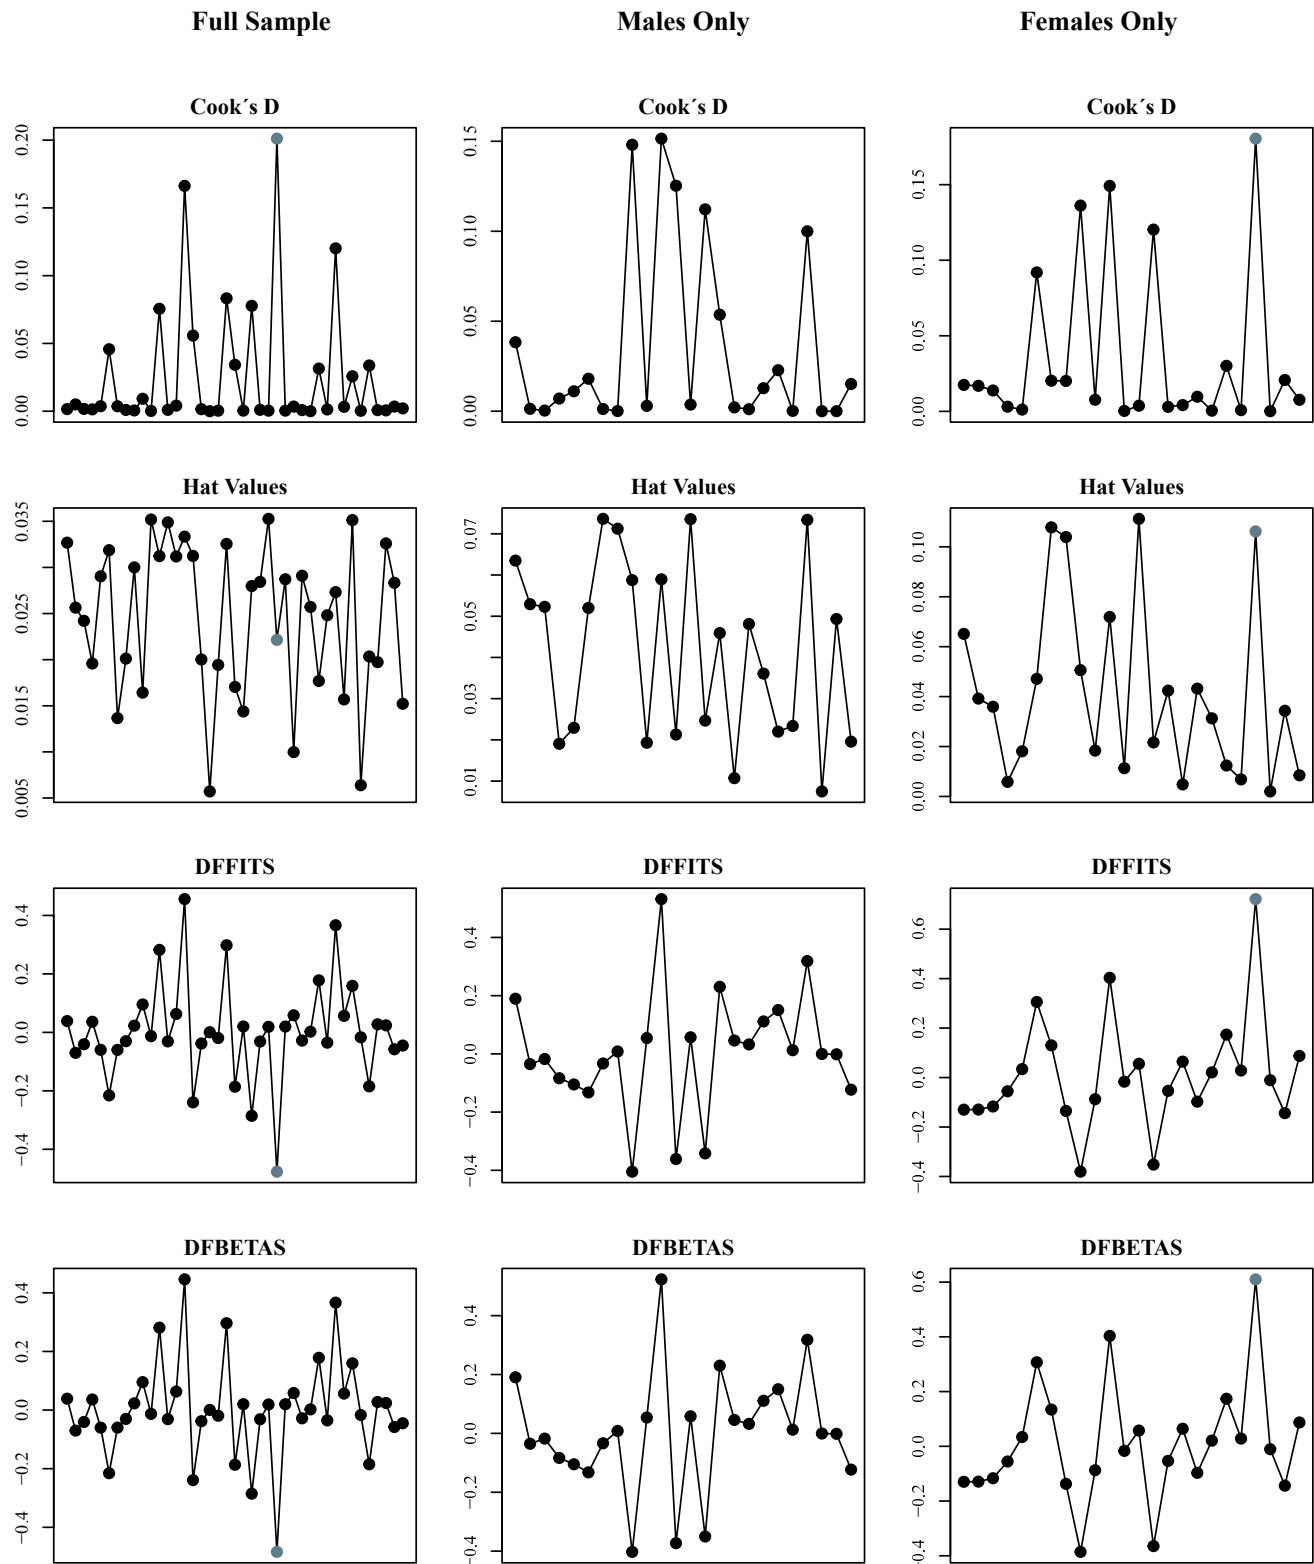 Full Sample Males Only Females Only
Cook´s D Cook´s D Cook´s D
0.00 0.05 0.10 0.15 0.20
0.00 0.05 0.10 0.15
0.00 0.05 0.10 0.15
Hat Values Hat Values Hat Values
0.005 0.015 0.025 0.035
0.01 0.03 0.05 0.07
0.00 0.02 0.04 0.06 0.08 0.10
DFFITS DFFITS DFFITS
−0.4 −0.2 0.0 0.2 0.4
−0.4 −0.2 0.0 0.2 0.4
−0.4 −0.2 0.0 0.2 0.4 0.6
DFBETAS DFBETAS DFBETAS
−0.4 −0.2 0.0 0.2 0.4
−0.4 −0.2 0.0 0.2 0.4
−0.4 −0.2 0.0 0.2 0.4 0.6